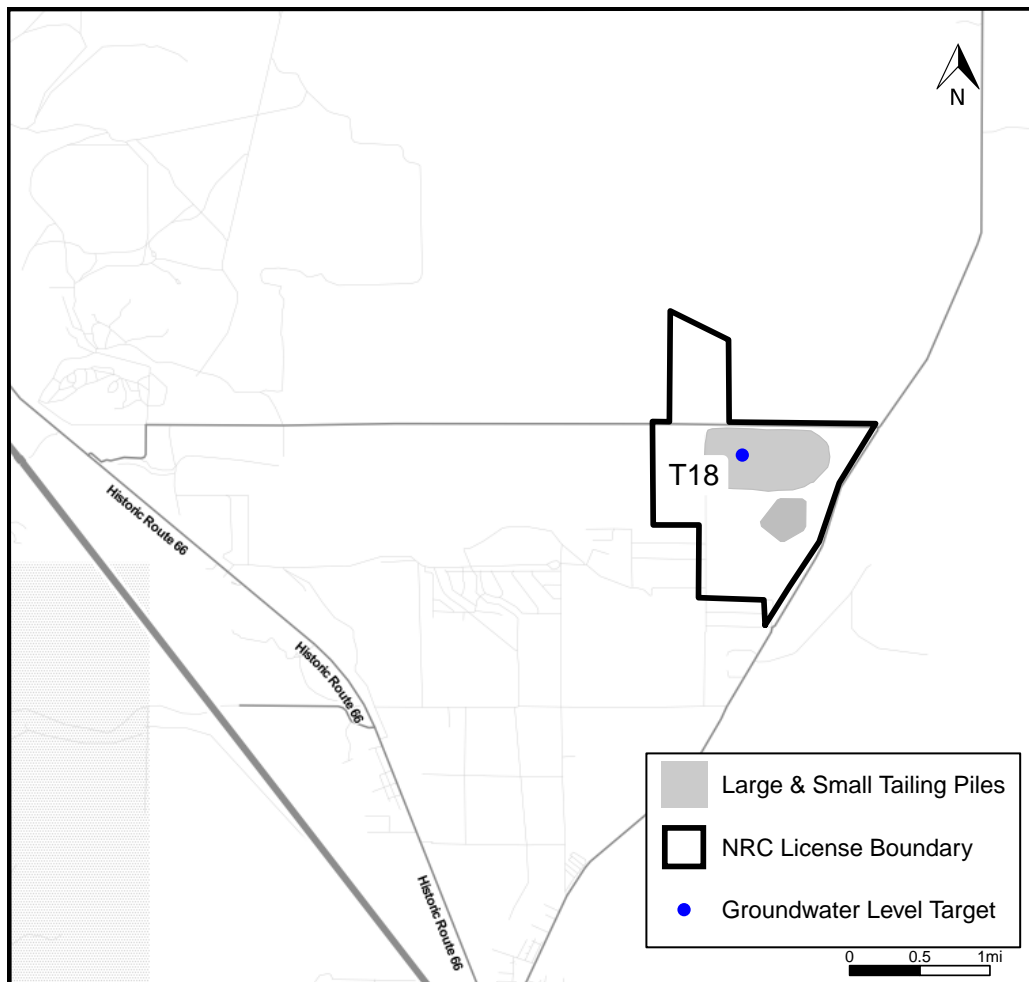 N
T18
Historic Route 66
Historic Route 66
Historic Route 66
Large & Small Tailing Piles
NRC License Boundary
Groundwater Level Target
0 0.5 1mi